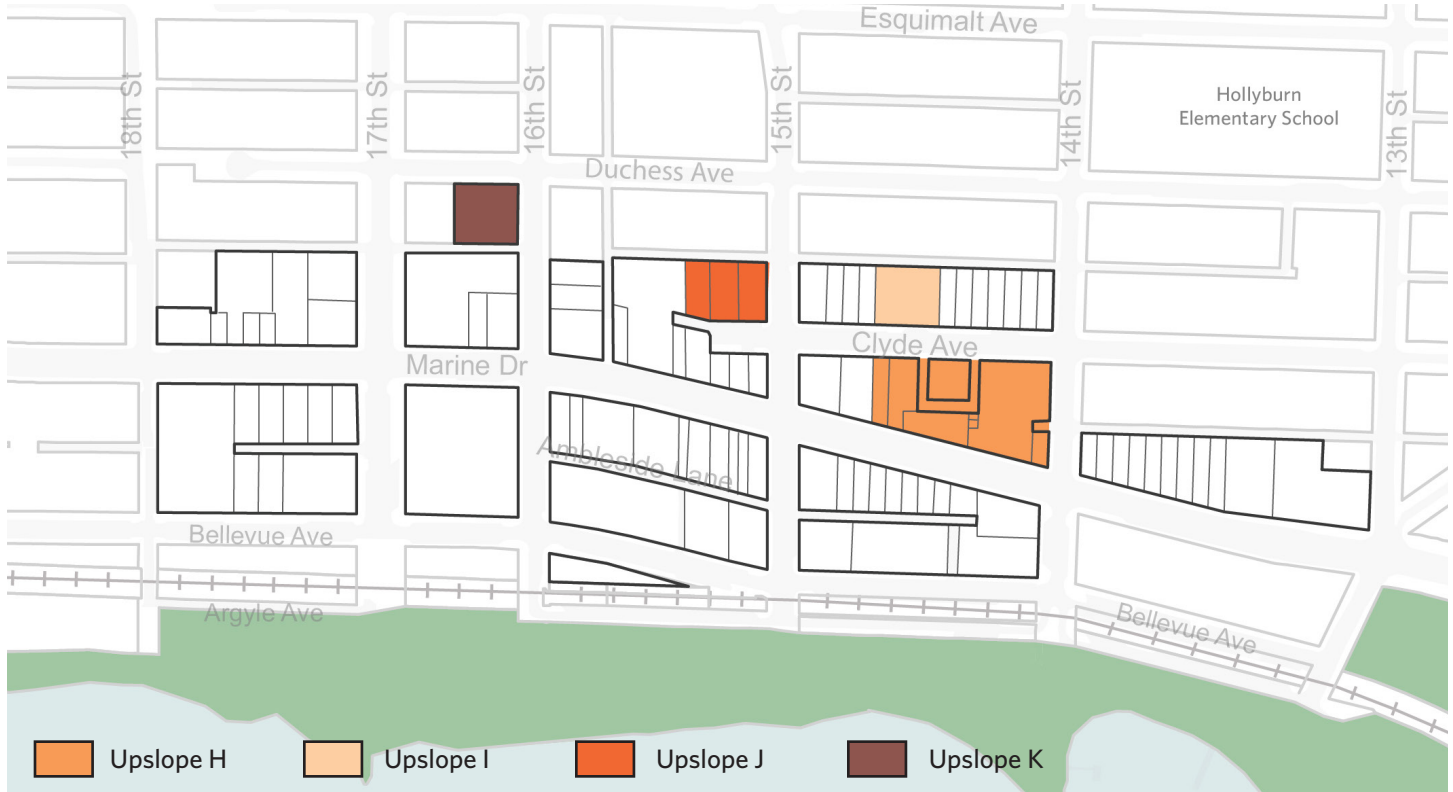 Esquimalt Ave
18th St
17th St
16th St
15th St
14th St
13th St
Hollyburn
Elementary School
Duchess Ave
Clyde Ave
Marine Dr
Ambleside Lane
Bellevue Ave
Argyle Ave
Bellevue Ave
Upslope H
Upslope I
Upslope J
Upslope K